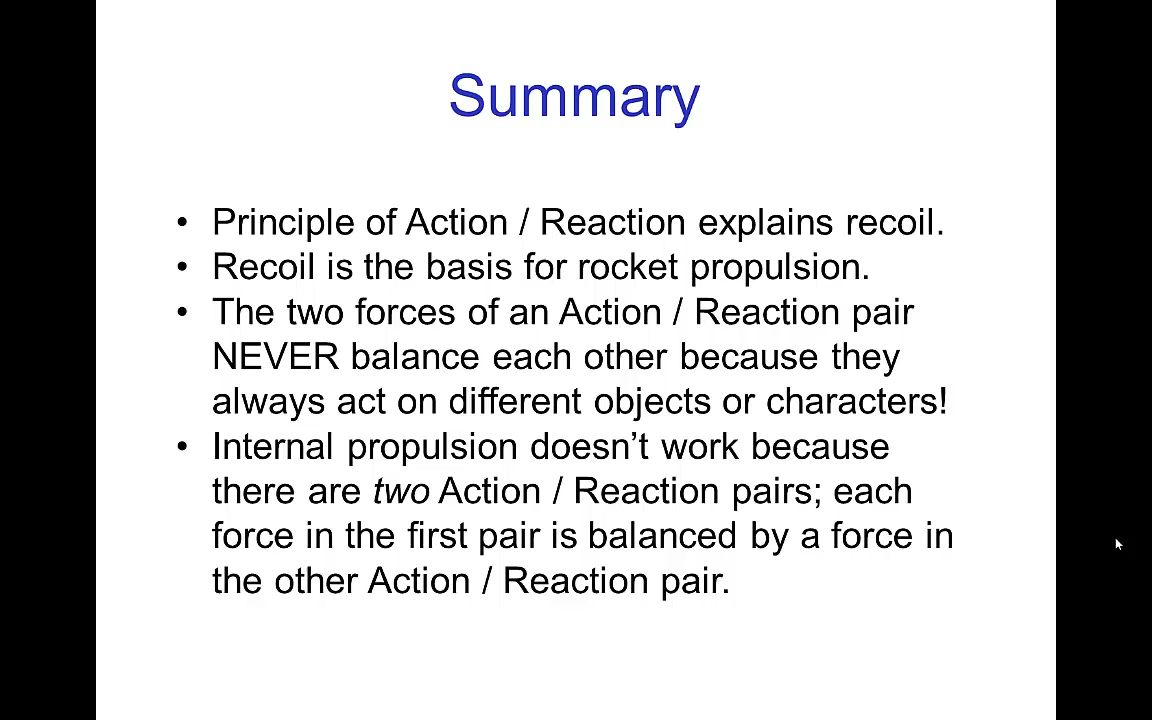 Summary
• Principle of Action / Reaction explains recoil.
• Recoil is the basis for rocket propulsion.
• The two forces of an Action / Reaction pair
NEVER balance each other because they
always act on different objects or characters!
• Internal propulsion doesn’t work because
there are two Action / Reaction pairs; each
force in the first pair is balanced by a force in
the other Action / Reaction pair.